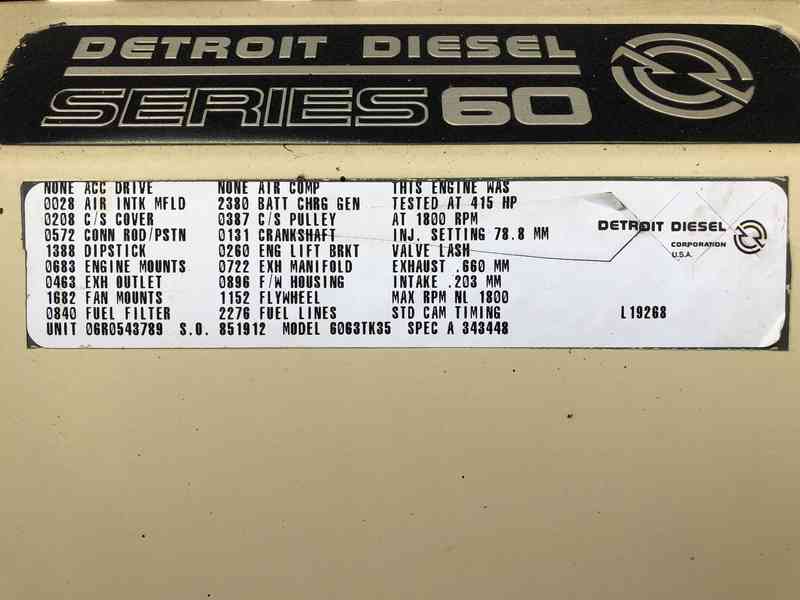 DETROIT DIESEL
SERIES 60
NONE ACC DRIVE NONE AIR COMP THIS ENGINE WAS
0028 AIR INTK MFLD 2380 BATT CHRG GEN TESTED AT 415 HP
0208 C/S COVER 0387 C/S PULLEY AT 1800 RPM
0572 CONN ROD/PSTN 0131 CRANKSHAFT INJ. SETTING 78.8 MM
1388 DIPSTICK 0260 ENG LIFT BRKT VALVE LASH
0683 ENGINE MOUNTS 0722 EXH MANIFOLD EXHAUST .660 MM
0463 EXH OUTLET 0896 F/W HOUSING INTAKE .203 MM
1682 FAN MOUNTS 1152 FLYWHEEL MAX RPM NL 1800
0840 FUEL FILTER 2276 FUEL LINES STD CAM TIMING
UNIT 06R0543789 S.O. 851912 MODEL 6063TK35 SPEC A 343448
DETROIT DIESEL
CORPORATION
U.S.A.
L19268